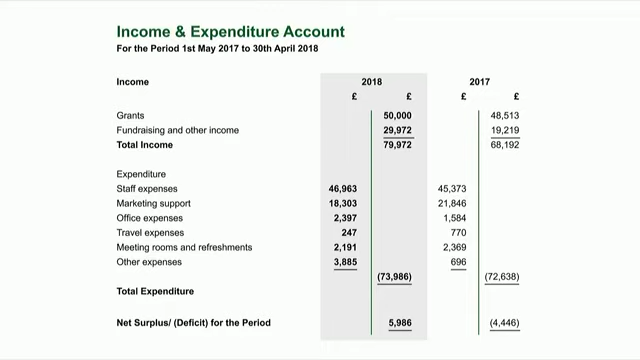 Income & Expenditure Account
For the Period 1st May 2017 to 30th April 2018
Income 2018 2017
£ £ £ £
Grants 50,000 48,513
Fundraising and other income 29,972 19,219
Total Income 79,972 68,192
Expenditure
Staff expenses 46,963 45,373
Marketing support 18,303 21,846
Office expenses 2,397 1,584
Travel expenses 247 770
Meeting rooms and refreshments 2,191 2,369
Other expenses 3,885 696
(73,986) (72,638)
Total Expenditure
Net Surplus/ (Deficit) for the Period 5,986 (4,446)